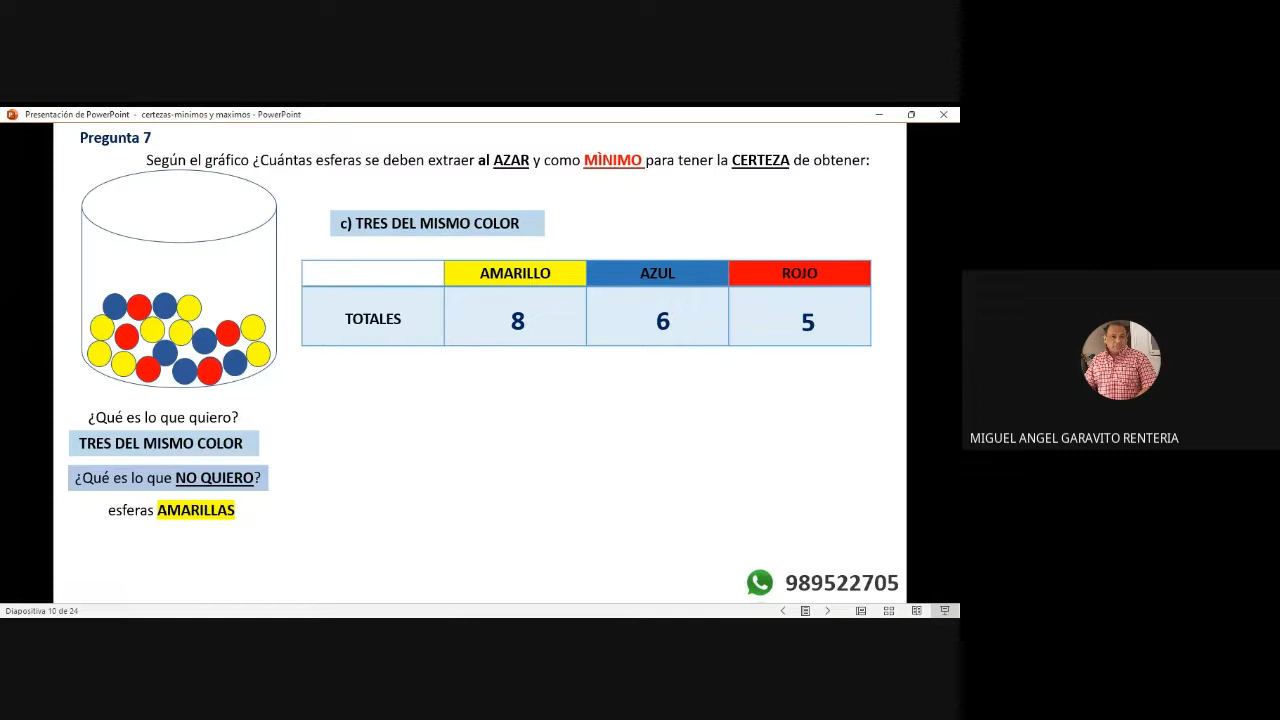 Presentación de PowerPoint - certezas-minimos y maximos - PowerPoint
Pregunta 7
Según el gráfico ¿Cuántas esferas se deben extraer al AZAR y como MÌNIMO para tener la CERTEZA de obtener:
c) TRES DEL MISMO COLOR
AMARILLO AZUL ROJO
TOTALES 8 6 5
¿Qué es lo que quiero?
TRES DEL MISMO COLOR
¿Qué es lo que NO QUIERO?
esferas AMARILLAS
MIGUEL ANGEL GARAVITO RENTERIA
989522705
Diapositiva 10 de 24